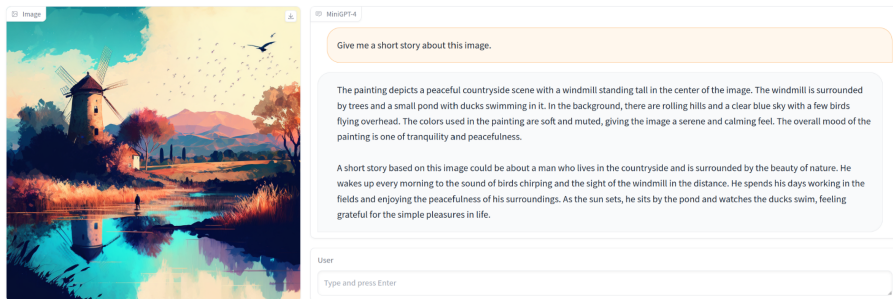 Image
MiniGPT-4
Give me a short story about this image.
The painting depicts a peaceful countryside scene with a windmill standing tall in the center of the image. The windmill is surrounded
by trees and a small pond with ducks swimming in it. In the background, there are rolling hills and a clear blue sky with a few birds
flying overhead. The colors used in the painting are soft and muted, giving the image a serene and calming feel. The overall mood of the
painting is one of tranquility and peacefulness.
A short story based on this image could be about a man who lives in the countryside and is surrounded by the beauty of nature. He
wakes up every morning to the sound of birds chirping and the sight of the windmill in the distance. He spends his days working in the
fields and enjoying the peacefulness of his surroundings. As the sun sets, he sits by the pond and watches the ducks swim, feeling
grateful for the simple pleasures in life.
User
Type and press Enter